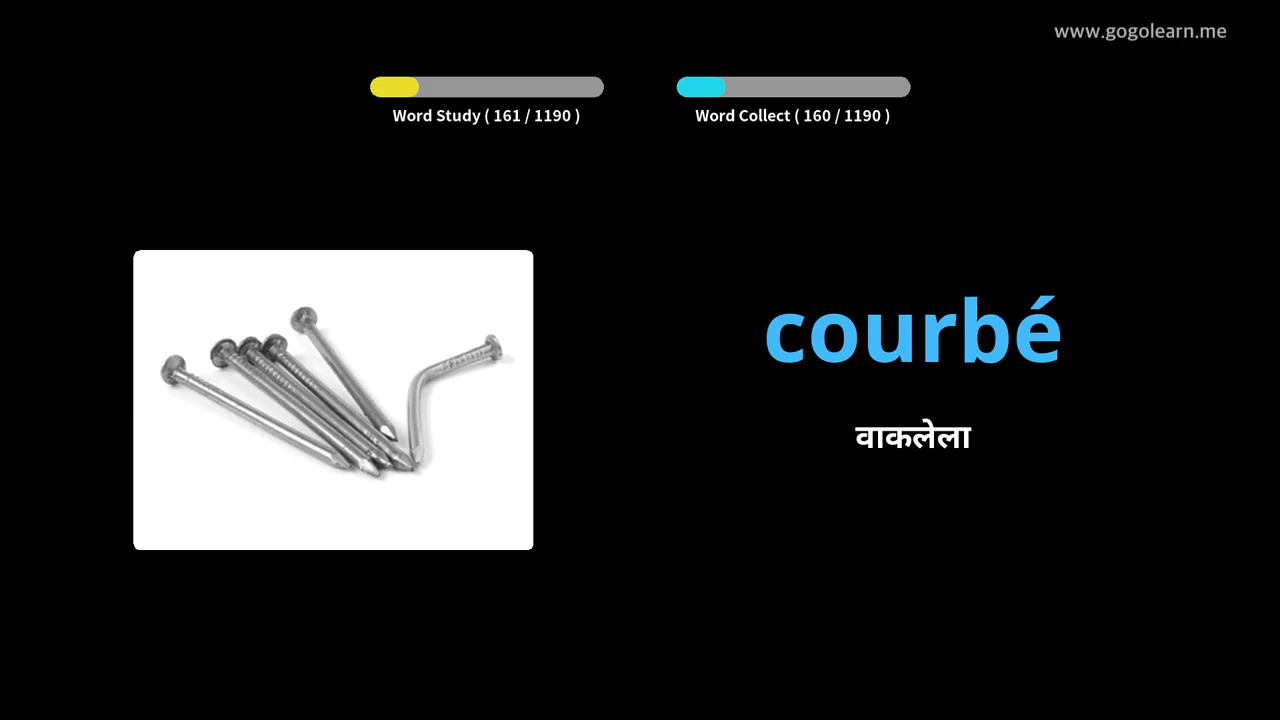 www.gogolearn.me
Word Study ( 161 / 1190 )
Word Collect ( 160 / 1190 )
courbé
वाकलेला